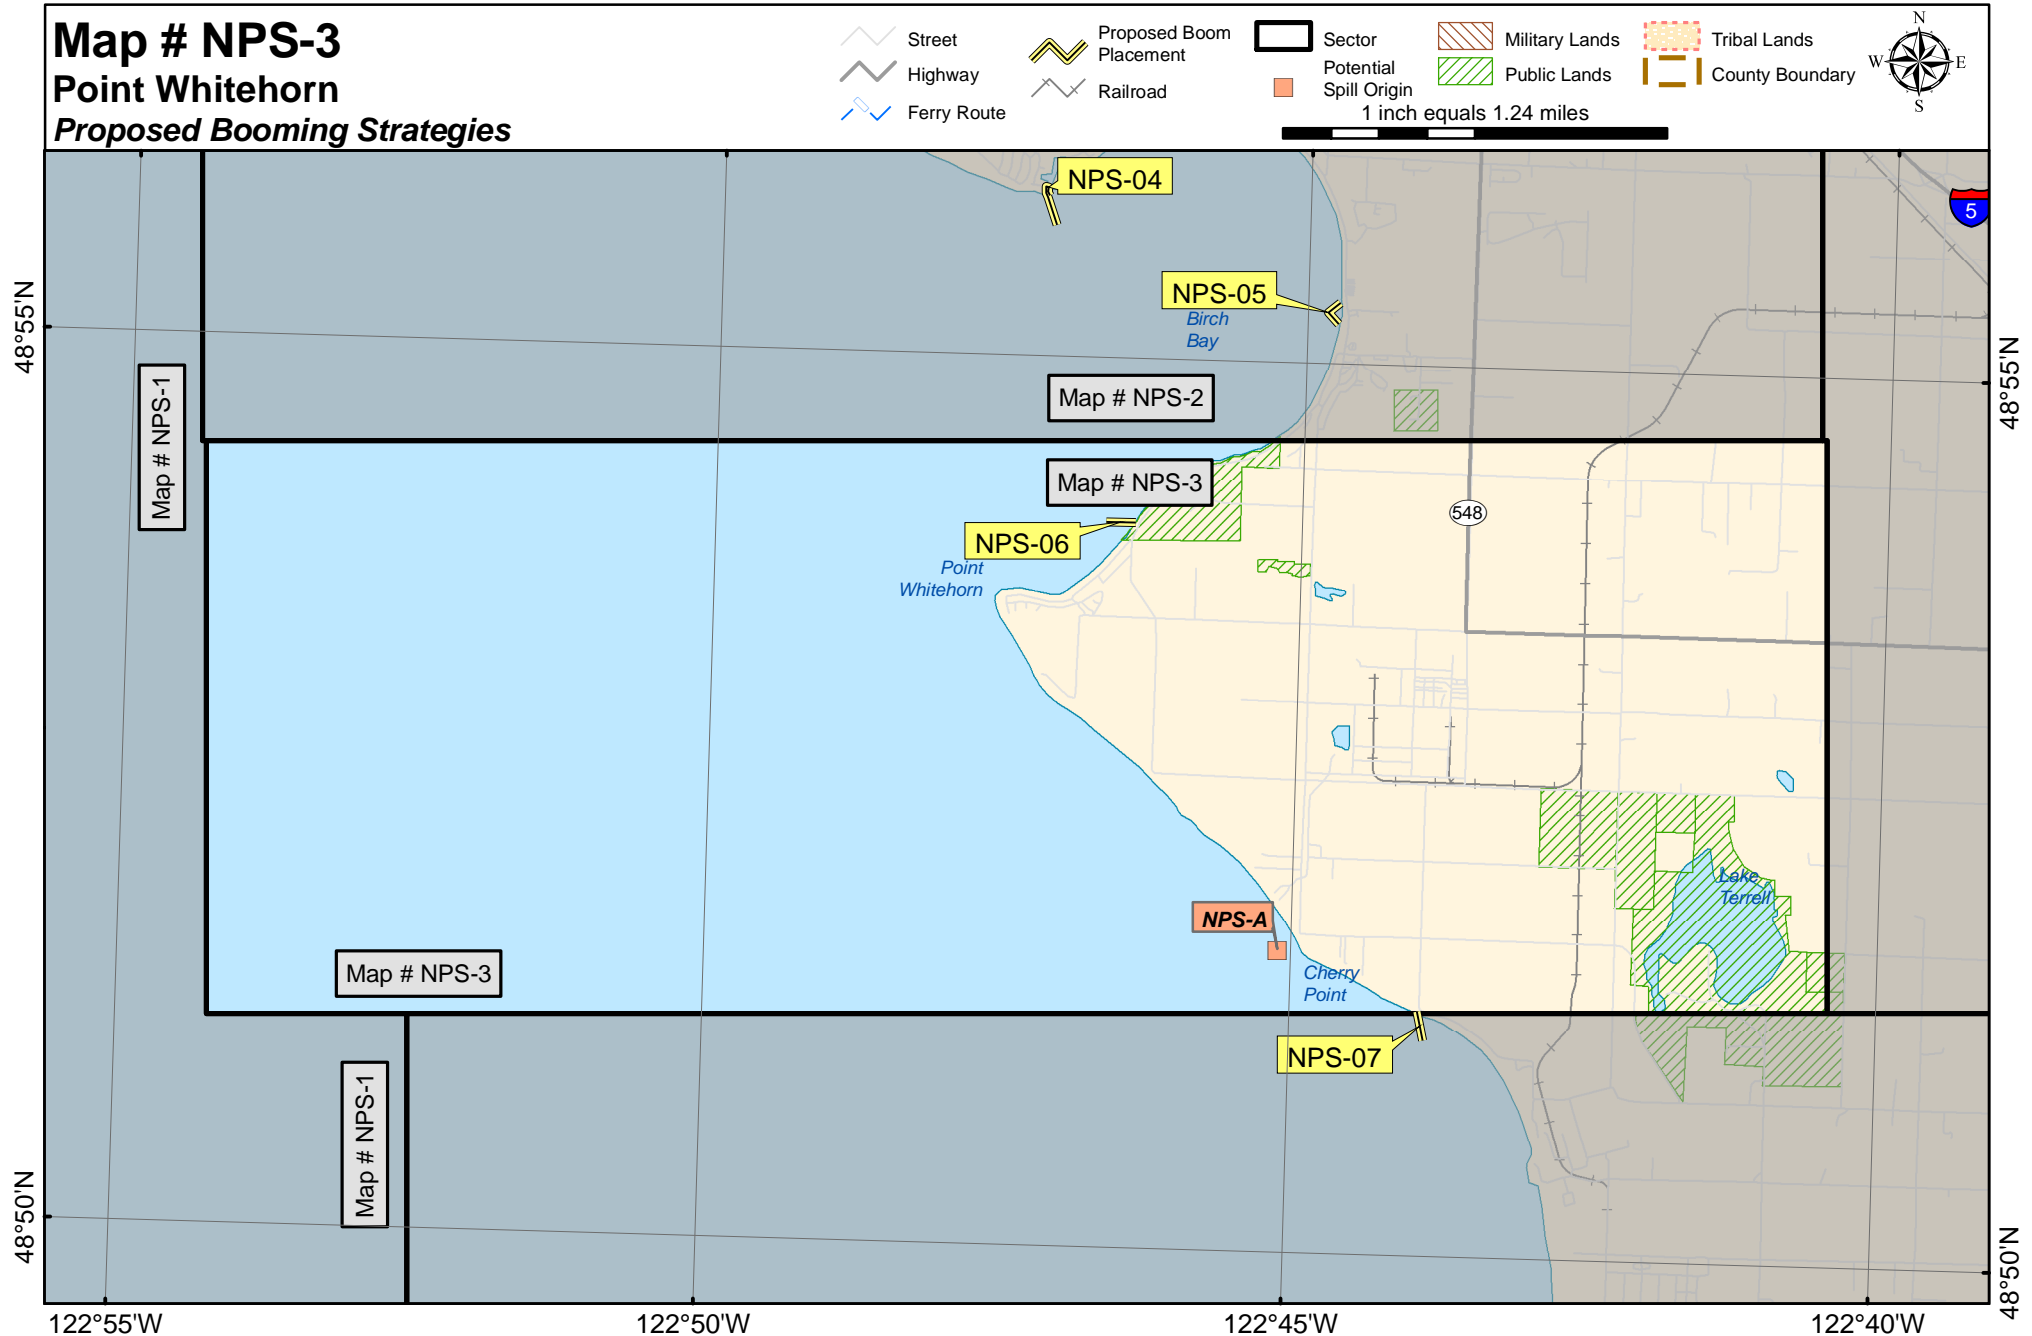 Map # NPS-3
Point Whitehorn
Proposed Booming Strategies
Street
Highway
Ferry Route
Proposed Boom
Placement
Railroad
Sector
Potential
Spill Origin
Military Lands
Public Lands
Tribal Lands
County Boundary
1 inch equals 1.24 miles
N
W
E
S
NPS-04
5
NPS-05
Birch
Bay
48°55'N
48°55'N
Map # NPS-1
Map # NPS-2
Map # NPS-3
548
NPS-06
Point
Whitehorn
Lake
Terrell
NPS-A
Map # NPS-3
Cherry
Point
NPS-07
Map # NPS-1
48°50'N
48°50'N
122°55'W
122°50'W
122°45'W
122°40'W